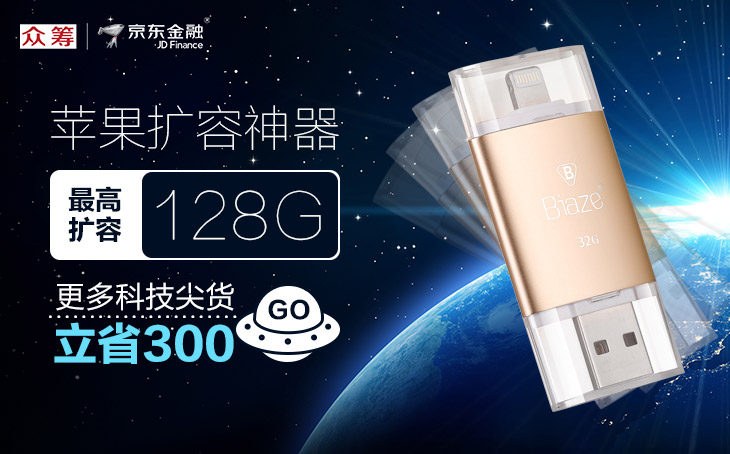 众筹 京东金融®
JD Finance
苹果扩容神器
最高
扩容
128G
更多科技尖货
立省300
GO
B
Biaze®
32G